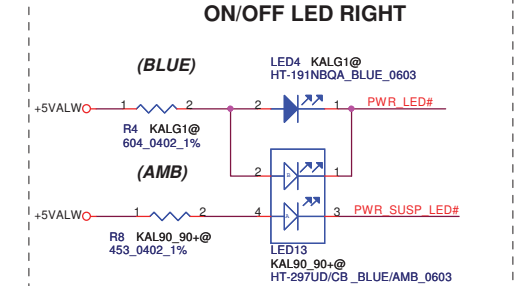 ON/OFF LED RIGHT
(BLUE)
LED4 KALG1@
HT-191NBQA_BLUE_0603
+5VALW 1 2 2 1 PWR_LED#
R4 KALG1@
604_0402_1%
(AMB)
2 B 1
+5VALW 1 2 4 A 3 PWR_SUSP_LED#
R8 KAL90_90+@
453_0402_1%
LED13
KAL90_90+@
HT-297UD/CB _BLUE/AMB_0603